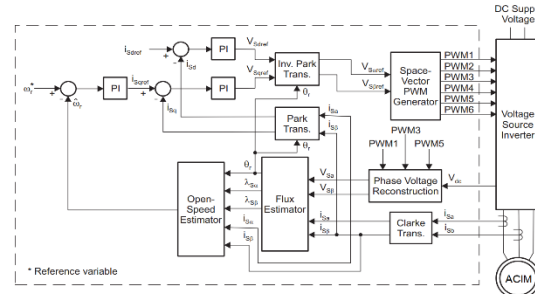 DC Supp
Voltage
iSdref
+
-
iSd
PI
VSdref
Inv. Park
Trans.
θr
VSαref
VSβref
Space-
Vector
PWM
Generator
PWM1
PWM2
PWM3
PWM4
PWM5
PWM6
Voltage
Source
Inverter
ωr*
+
-
ω̂r
PI
iSqref
+
-
iSq
PI
VSqref
Park
Trans.
θr
iSα
iSβ
PWM3
PWM1
PWM5
Phase Voltage
Reconstruction
Vdc
Open-
Speed
Estimator
θr
λSα
λSβ
iSα
iSβ
Flux
Estimator
VSα
VSβ
iSα
iSβ
Clarke
Trans.
iSa
iSb
ACIM
* Reference variable